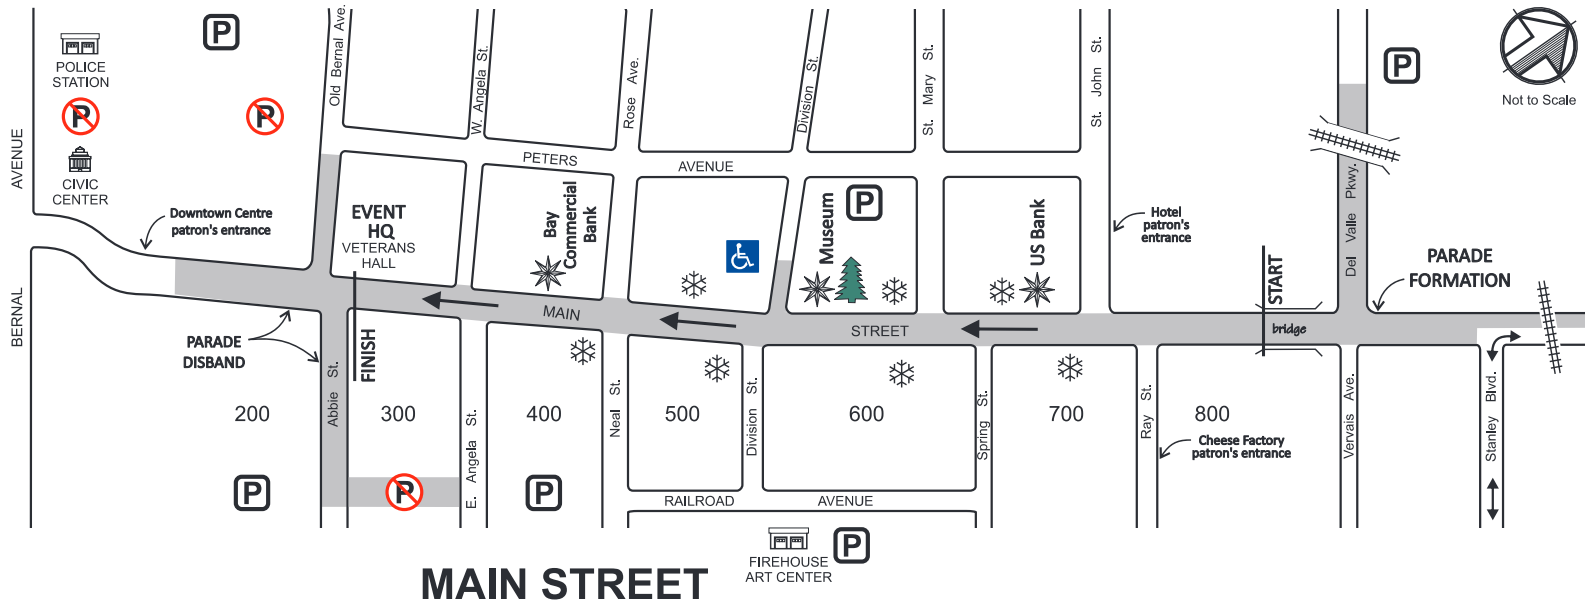 P
POLICE
STATION
P
P
CIVIC
CENTER
AVENUE
BERNAL
Downtown Centre
patron's entrance
Old Bernal Ave.
W. Angela St.
Rose Ave.
Division St.
St. Mary St.
St. John St.
P
Not to Scale
PETERS
AVENUE
EVENT
HQ
VETERANS
HALL
Bay
Commercial
Bank
Museum
P
US Bank
Hotel
patron's
entrance
START
Del Valle Pkwy.
PARADE
FORMATION
MAIN
STREET
bridge
PARADE
DISBAND
FINISH
Abbie St.
E. Angela St.
Neal St.
Division St.
Spring St.
Ray St.
Vervais Ave.
Stanley Blvd.
200
300
400
500
600
700
800
Cheese Factory
patron's entrance
P
P
P
RAILROAD
AVENUE
FIREHOUSE
ART CENTER
P
MAIN STREET